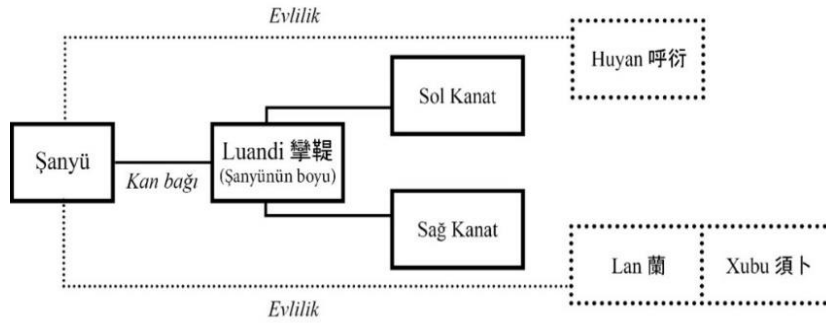 Evlilik
Huyan 呼衍
Sol Kanat
Şanyü
Kan bağı
Luandi 攣鞮
(Şanyünün boyu)
Sağ Kanat
Lan 蘭
Xubu 須卜
Evlilik